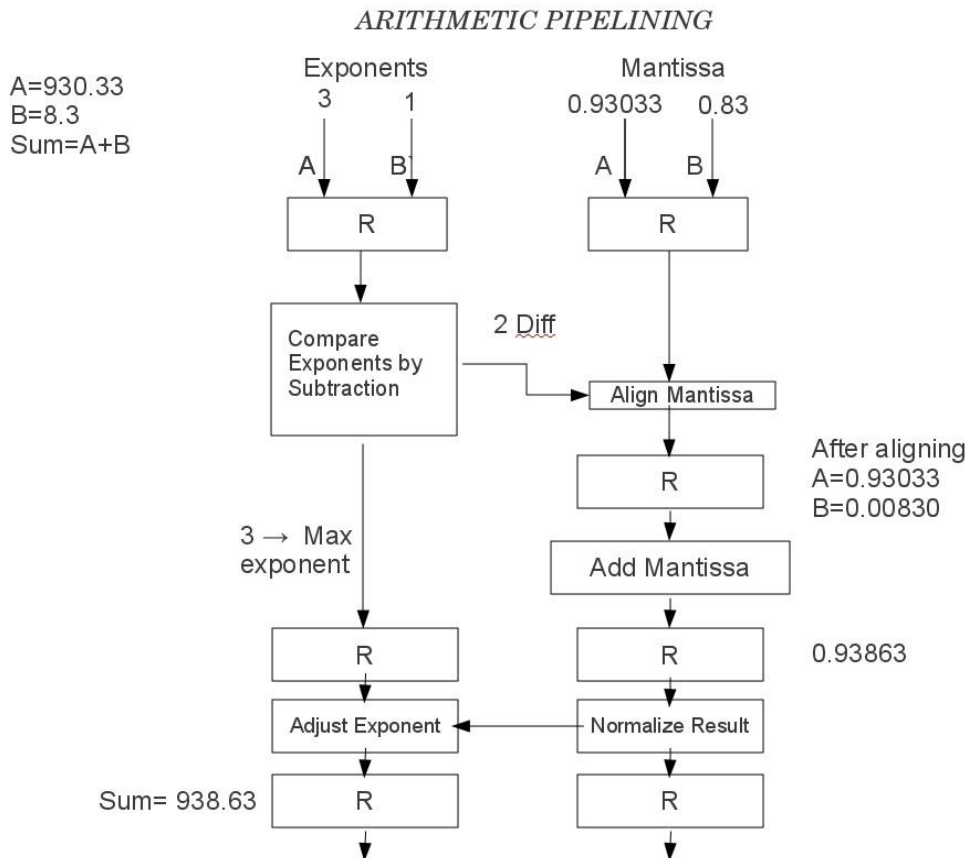 ARITHMETIC PIPELINING
A=930.33
B=8.3
Sum=A+B
Exponents
3 1
A B`
R
Mantissa
0.93033 0.83
A B
R
Compare
Exponents by
Subtraction
2 Diff
Align Mantissa
R
After aligning
A=0.93033
B=0.00830
Add Mantissa
3 → Max
exponent
R
R
0.93863
Adjust Exponent
Normalize Result
Sum= 938.63
R
R